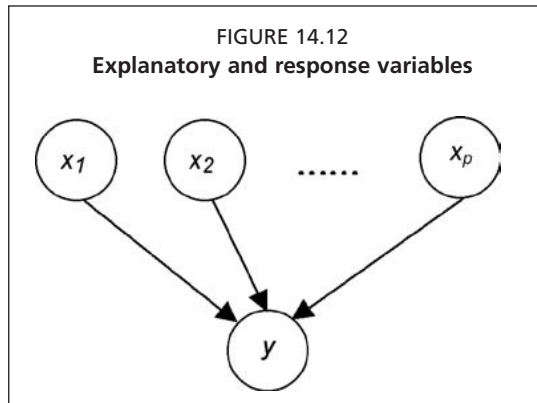 FIGURE 14.12
Explanatory and response variables
x1 x2 ...... xp
y